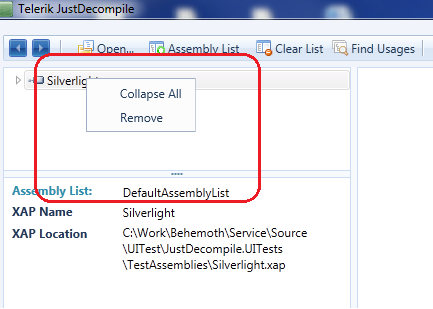 Telerik JustDecompile
Open... Assembly List Clear List Find Usages
Silverlight
Collapse All
Remove
Assembly List: DefaultAssemblyList
XAP Name Silverlight
XAP Location C:\Work\Behemoth\Service\Source
\UITest\JustDecompile.UITests
\TestAssemblies\Silverlight.xap